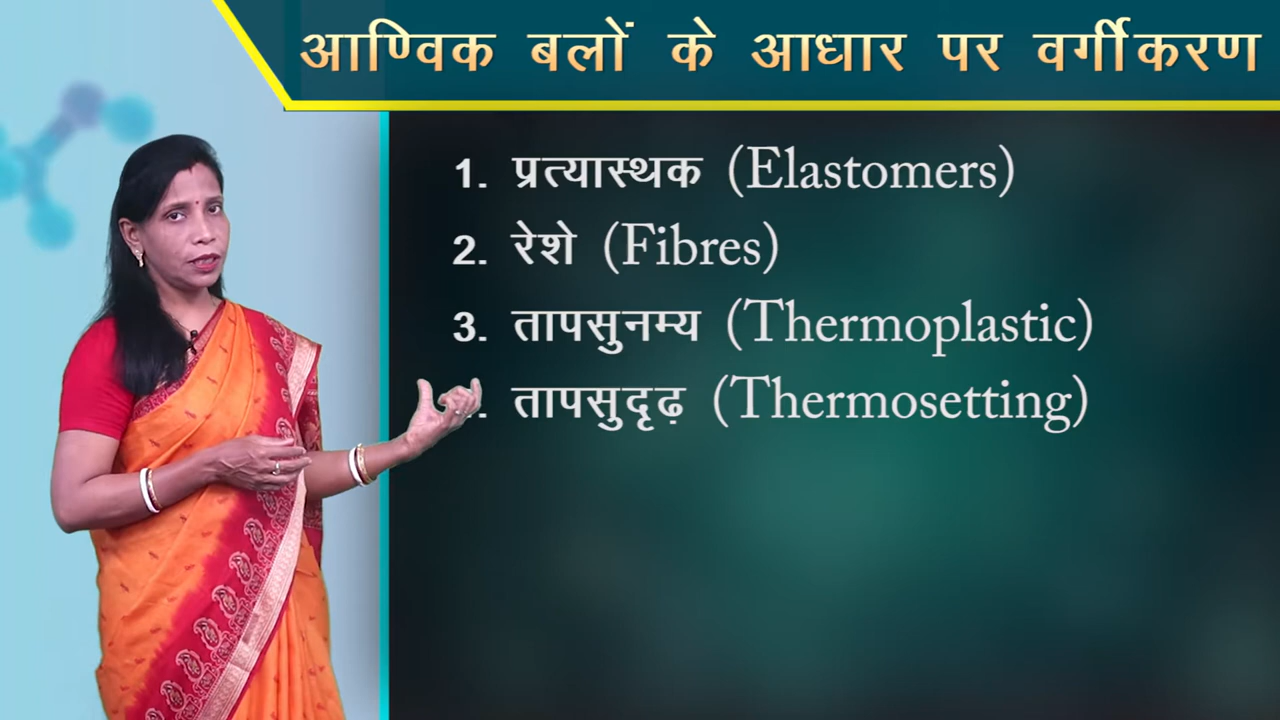 आण्विक बलों के आधार पर वर्गीकरण
1. प्रत्यास्थक (Elastomers)
2. रेशे (Fibres)
3. तापसुनम्य (Thermoplastic)
तापसुदृढ़ (Thermosetting)